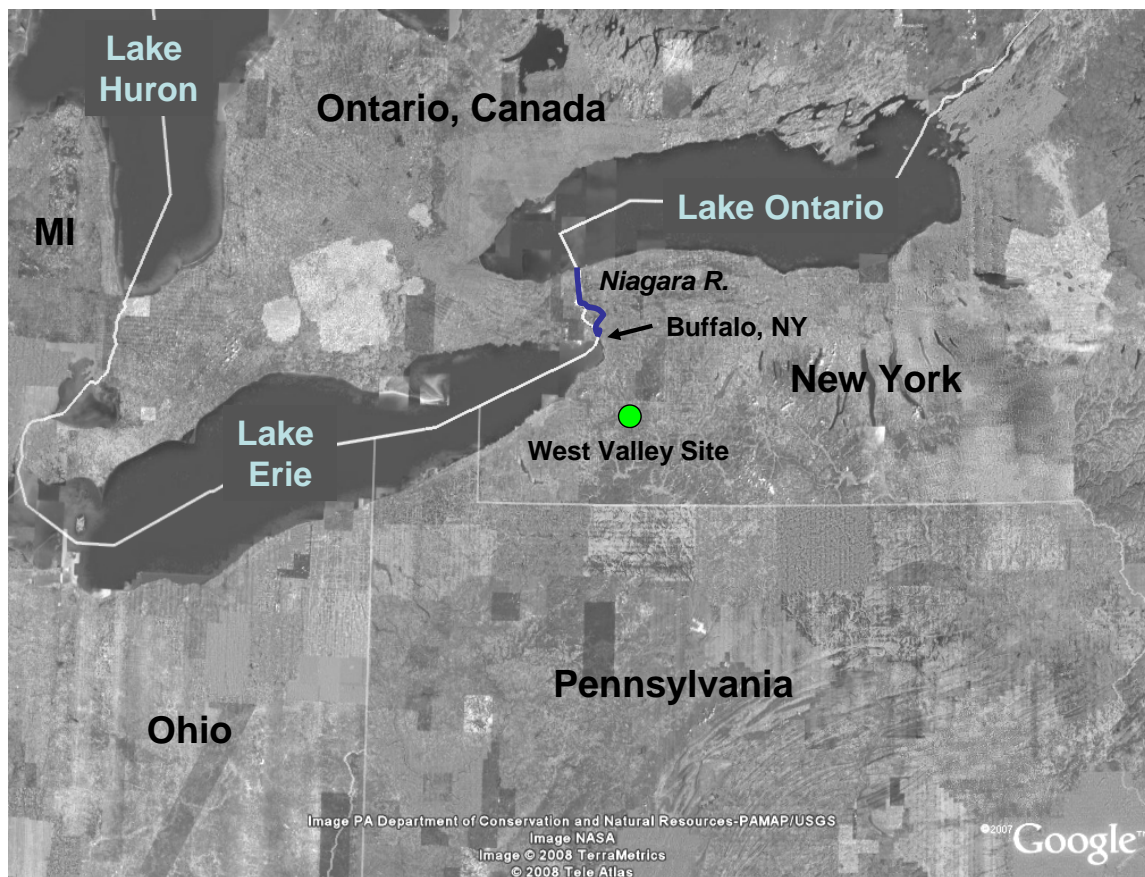 Lake
Huron
Ontario, Canada
MI
Lake Ontario
Niagara R.
Buffalo, NY
New York
Lake
Erie
West Valley Site
Pennsylvania
Ohio
Image PA Department of Conservation and Natural Resources-PAMAP/USGS
Image NASA
Image © 2008 TerraMetrics
© 2008 Tele Atlas
©2007 Google™